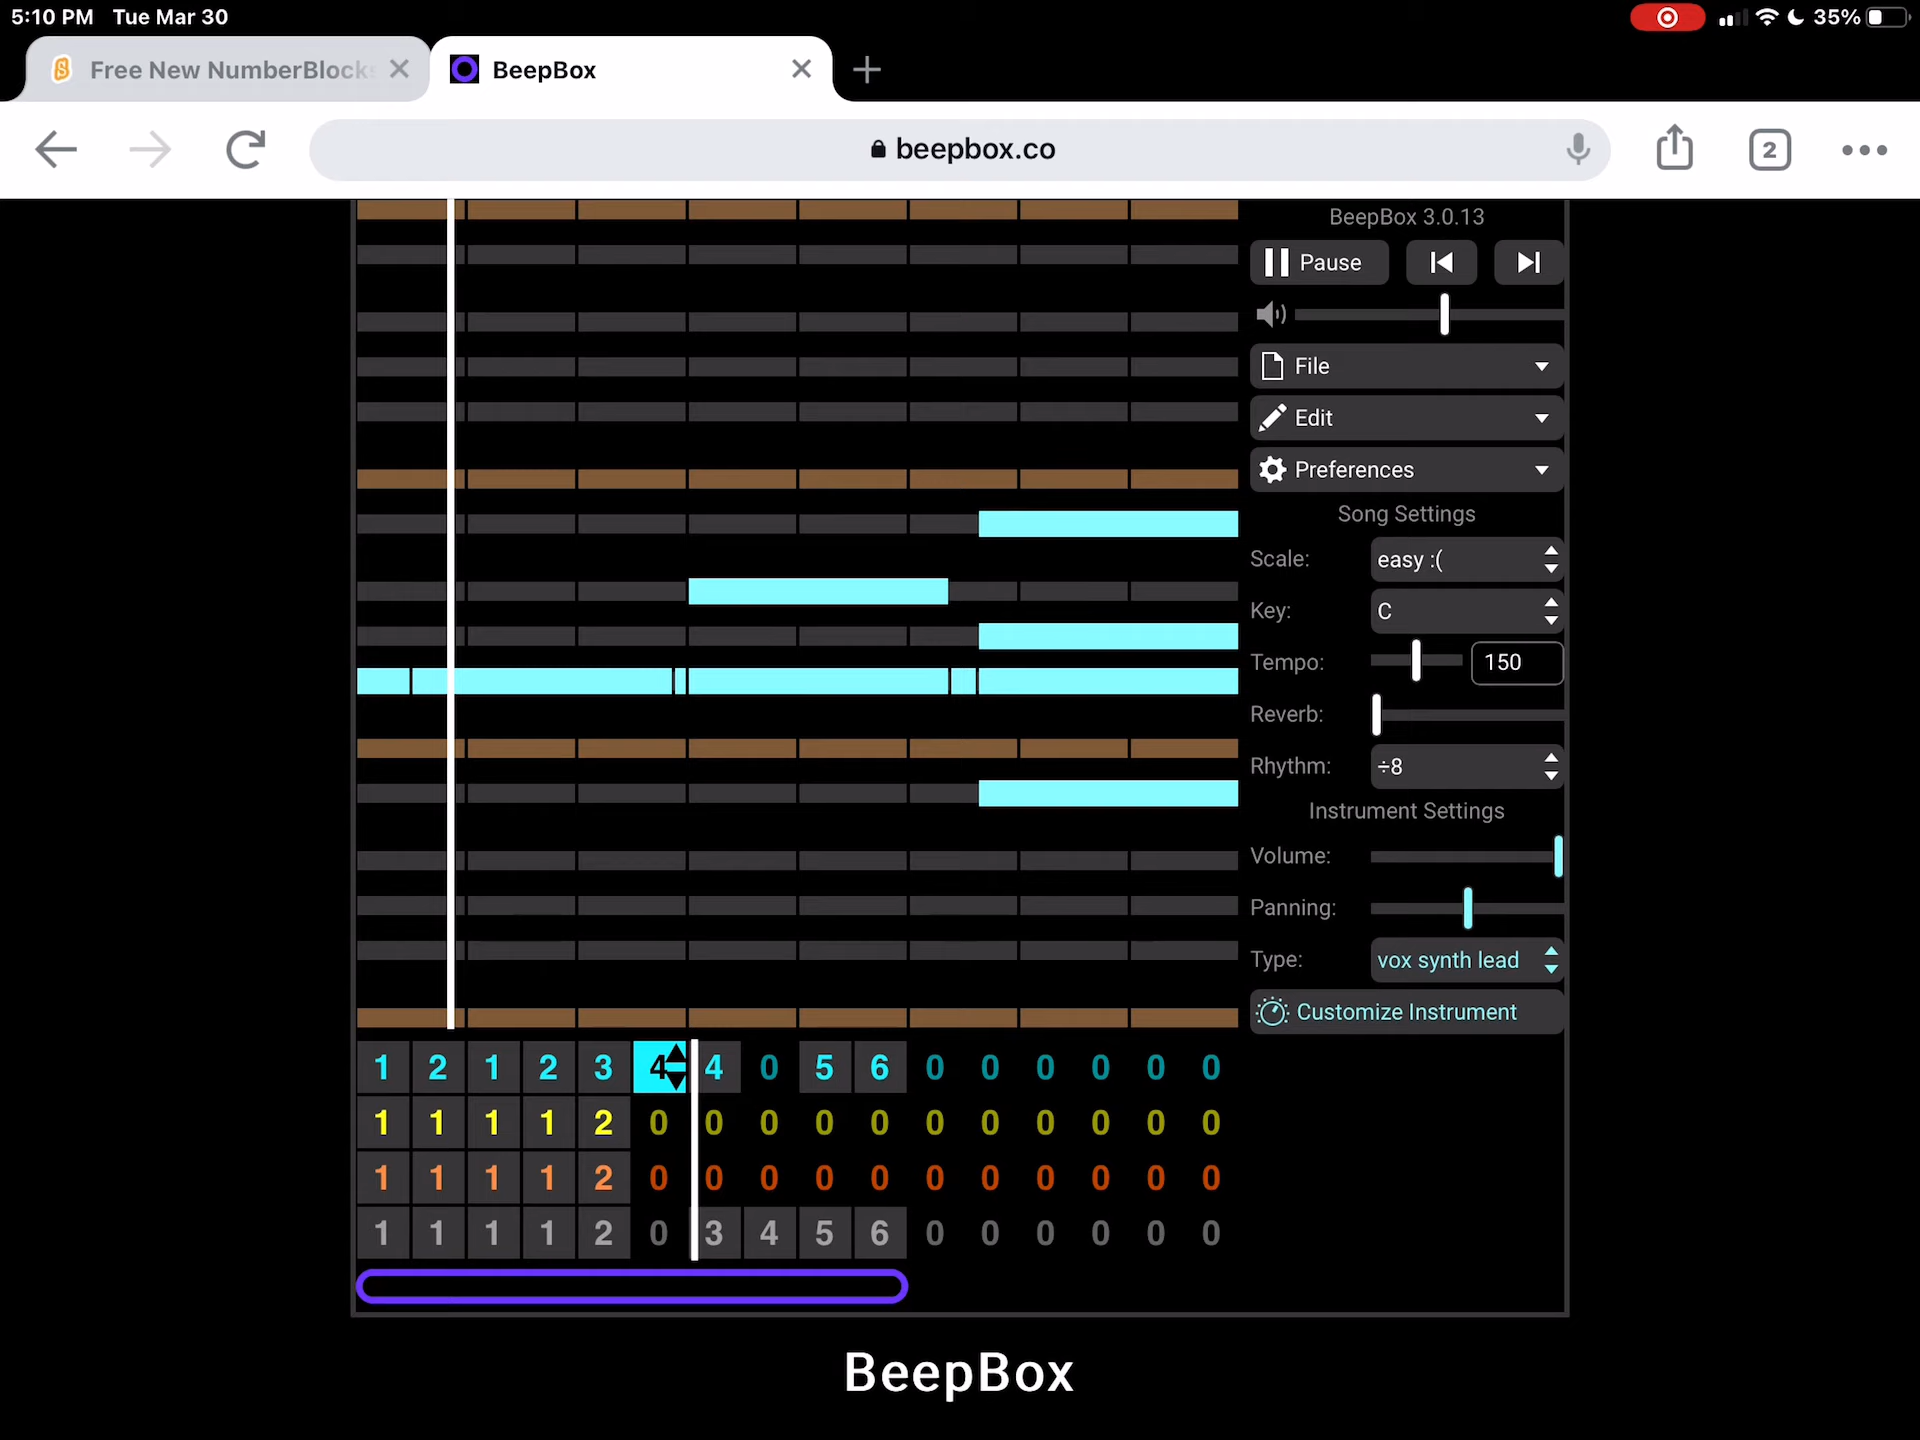 5:10 PM Tue Mar 30
35%
Free New NumberBlocks
BeepBox
beepbox.co
2
BeepBox 3.0.13
Pause
File
Edit
Preferences
Song Settings
Scale: easy :(
Key: C
Tempo: 150
Reverb:
Rhythm: ÷8
Instrument Settings
Volume:
Panning:
Type: vox synth lead
Customize Instrument
1 2 1 2 3 4 4 0 5 6 0 0 0 0 0 0
1 1 1 1 2 0 0 0 0 0 0 0 0 0 0 0
1 1 1 1 2 0 0 0 0 0 0 0 0 0 0 0
1 1 1 1 2 0 3 4 5 6 0 0 0 0 0 0
BeepBox